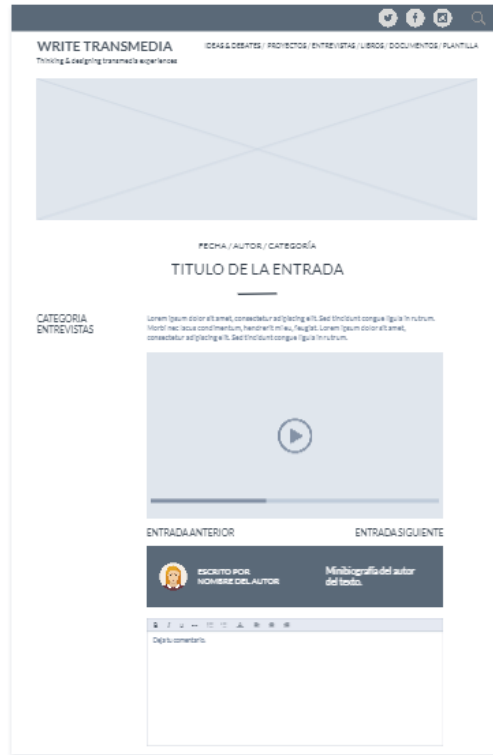 WRITE TRANSMEDIA
Thinking & designing transmedia experiences
IDEAS & DEBATES / PROYECTOS / ENTREVISTAS / LIBROS / DOCUMENTOS / PLANTILLA
FECHA / AUTOR / CATEGORÍA
TITULO DE LA ENTRADA
CATEGORIA
ENTREVISTAS
Lorem ipsum dolor sit amet, consectetur adipiscing elit. Sed tincidunt congue ligula in rutrum.
Morbi nec lacus condimentum, hendrerit mi eu, feugiat. Lorem ipsum dolor sit amet,
consectetur adipiscing elit. Sed tincidunt congue ligula in rutrum.
ENTRADA ANTERIOR
ENTRADA SIGUIENTE
ESCRITO POR
NOMBRE DEL AUTOR
Minibiografía del autor
del texto.
Deja tu comentario.